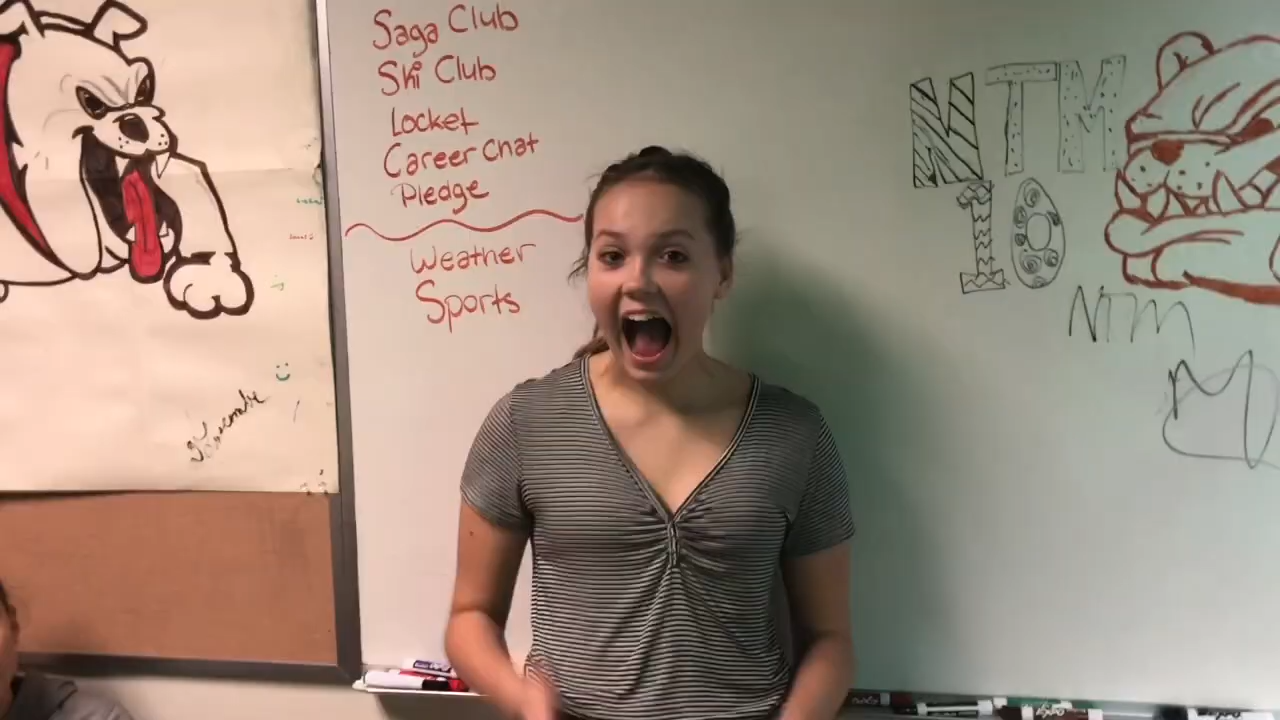 Saga Club
Ski Club
Locket
Career Chat
Pledge
Weather
Sports
NTM
10
NTM